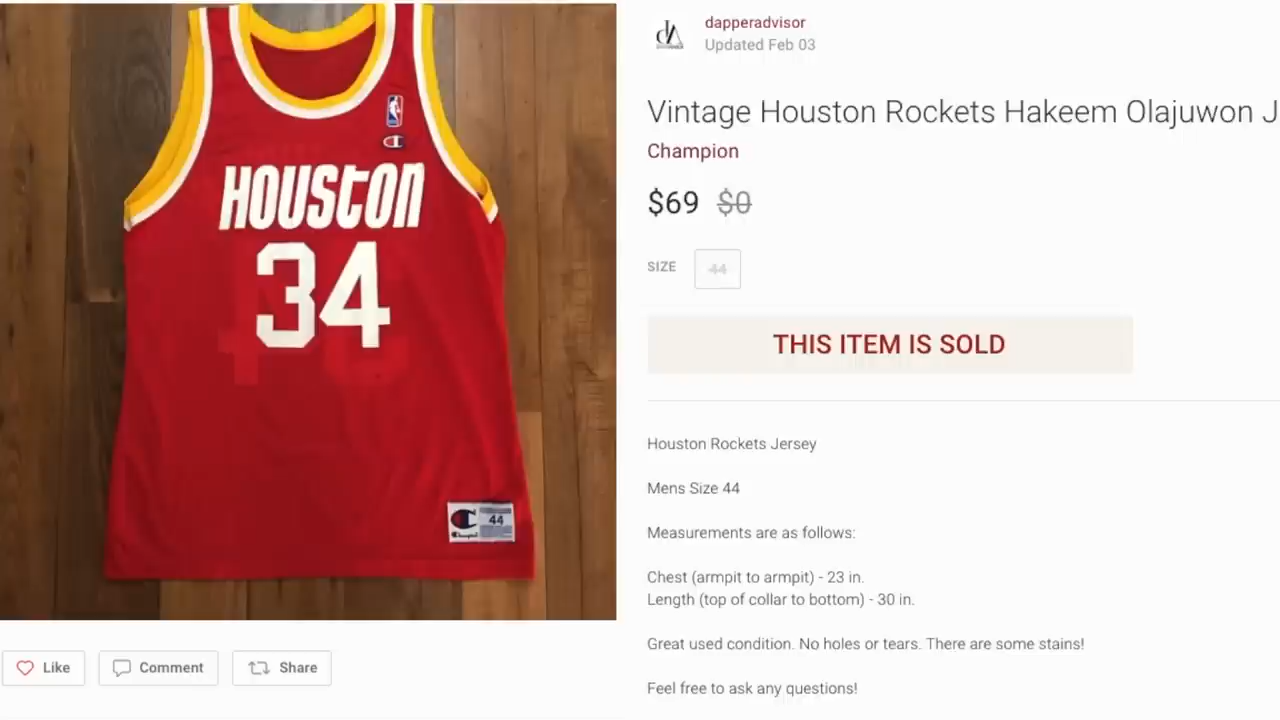 dapperadvisor
Updated Feb 03
Vintage Houston Rockets Hakeem Olajuwon J
Champion
$69 $0
SIZE 44
THIS ITEM IS SOLD
Houston Rockets Jersey
Mens Size 44
Measurements are as follows:
Chest (armpit to armpit) - 23 in.
Length (top of collar to bottom) - 30 in.
Great used condition. No holes or tears. There are some stains!
Feel free to ask any questions!
HOUSTON
34
44
Champion
Like Comment Share